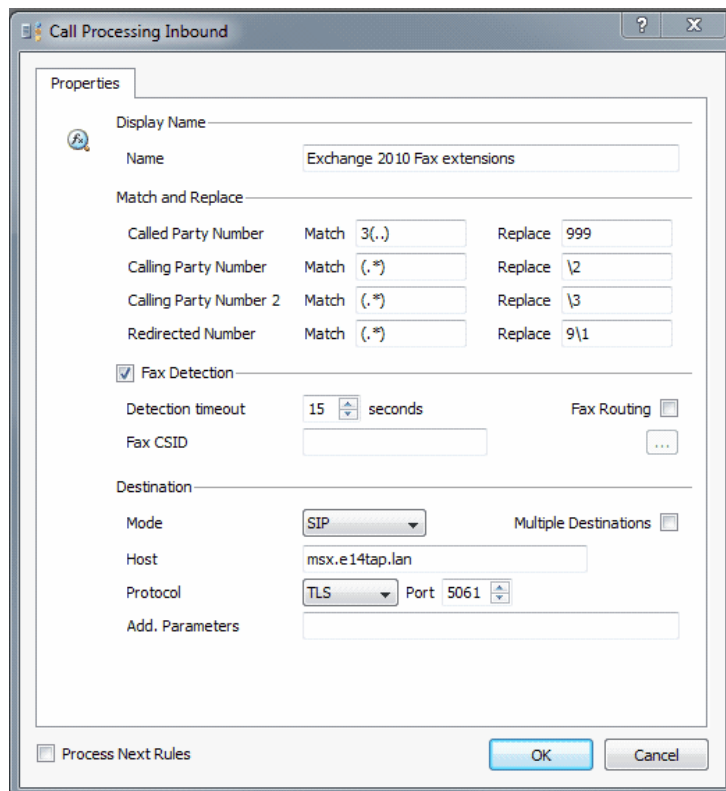 Call Processing Inbound
Properties
Display Name
Name Exchange 2010 Fax extensions
Match and Replace
Called Party Number Match 3(..) Replace 999
Calling Party Number Match (.*) Replace \2
Calling Party Number 2 Match (.*) Replace \3
Redirected Number Match (.*) Replace 9\1
Fax Detection
Detection timeout 15 seconds Fax Routing
Fax CSID ...
Destination
Mode SIP Multiple Destinations
Host msx.e14tap.lan
Protocol TLS Port 5061
Add. Parameters
Process Next Rules OK Cancel